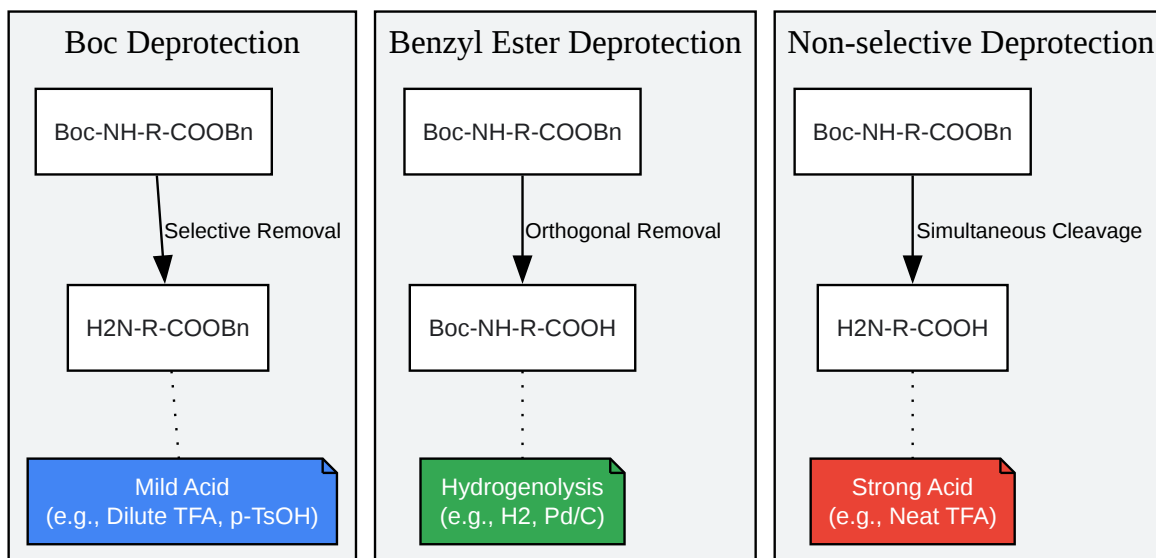 Boc Deprotection
Boc-NH-R-COOBn
Selective Removal
H2N-R-COOBn
Mild Acid
(e.g., Dilute TFA, p-TsOH)
Benzyl Ester Deprotection
Boc-NH-R-COOBn
Orthogonal Removal
Boc-NH-R-COOH
Hydrogenolysis
(e.g., H2, Pd/C)
Non-selective Deprotection
Boc-NH-R-COOBn
Simultaneous Cleavage
H2N-R-COOH
Strong Acid
(e.g., Neat TFA)